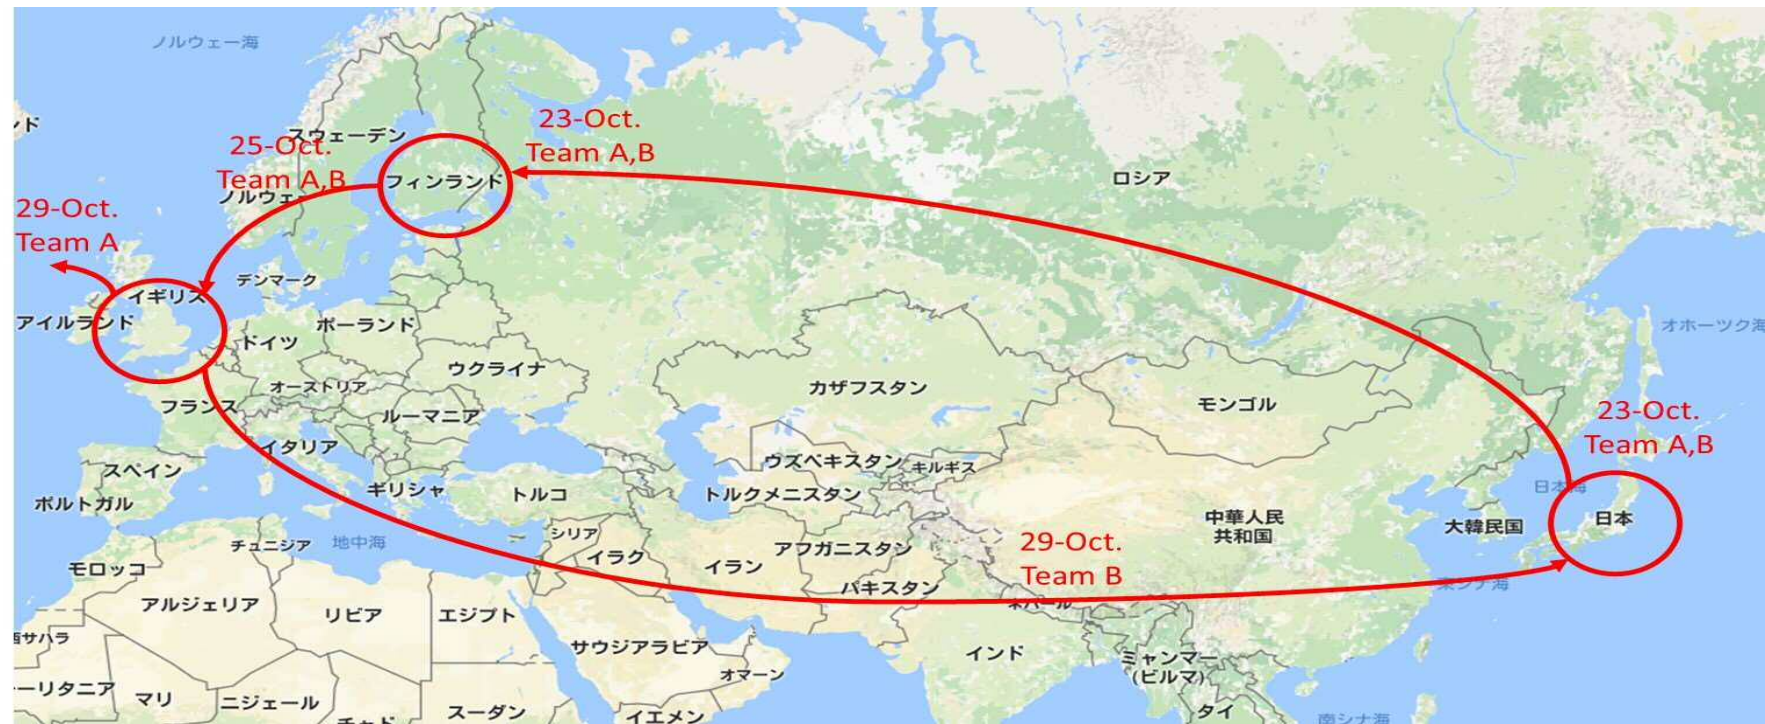 ノルウェー海
ンド
スウェーデン
25-Oct.
Team A,B
23-Oct.
Team A,B
フィンランド
ノルウェー
ロシア
29-Oct.
Team A
デンマーク
イギリス
アイルランド
ポーランド
ドイツ
オホーツク海
ウクライナ
オーストリア
カザフスタン
フランス
ルーマニア
モンゴル
23-Oct.
Team A,B
イタリア
ウズベキスタン
キルギス
スペイン
ギリシャ
トルコ
トルクメニスタン
日本海
ポルトガル
中華人民
共和国
大韓民国
日本
シリア
チュニジア
地中海
イラク
アフガニスタン
29-Oct.
Team B
モロッコ
イラン
パキスタン
東シナ海
アルジェリア
リビア
エジプト
ネパール
西サハラ
サウジアラビア
インド
ミャンマー
(ビルマ)
オマーン
ーリタニア
マリ
ニジェール
チャド
スーダン
イエメン
タイ
南シナ海